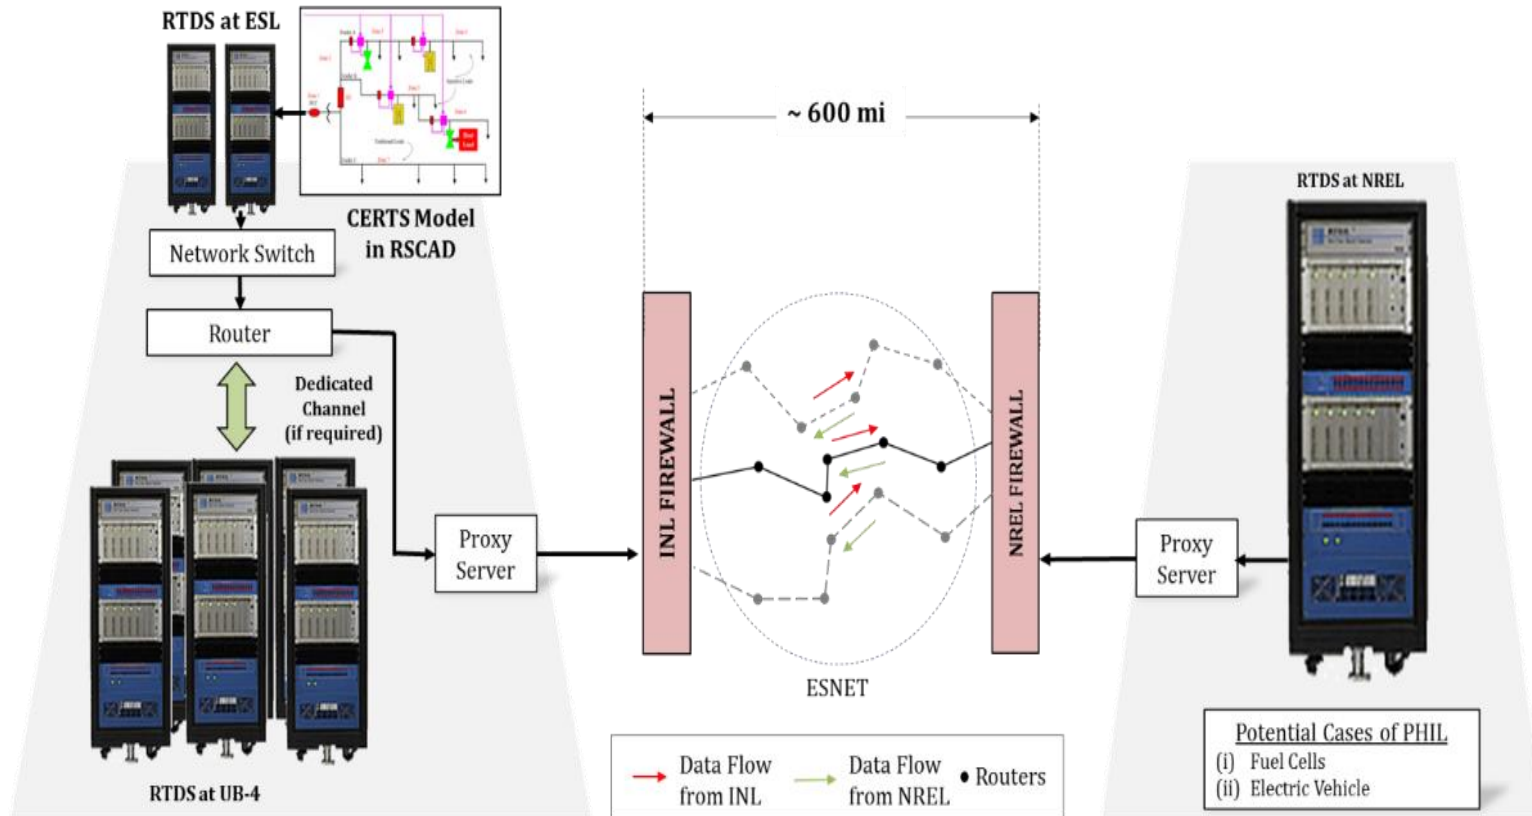 RTDS at ESL
CERTS Model
in RSCAD
Network Switch
Router
Dedicated
Channel
(if required)
RTDS at UB-4
Proxy
Server
INL FIREWALL
~ 600 mi
ESNET
NREL FIREWALL
Data Flow
from INL
Data Flow
from NREL
Routers
Proxy
Server
RTDS at NREL
Potential Cases of PHIL
(i) Fuel Cells
(ii) Electric Vehicle